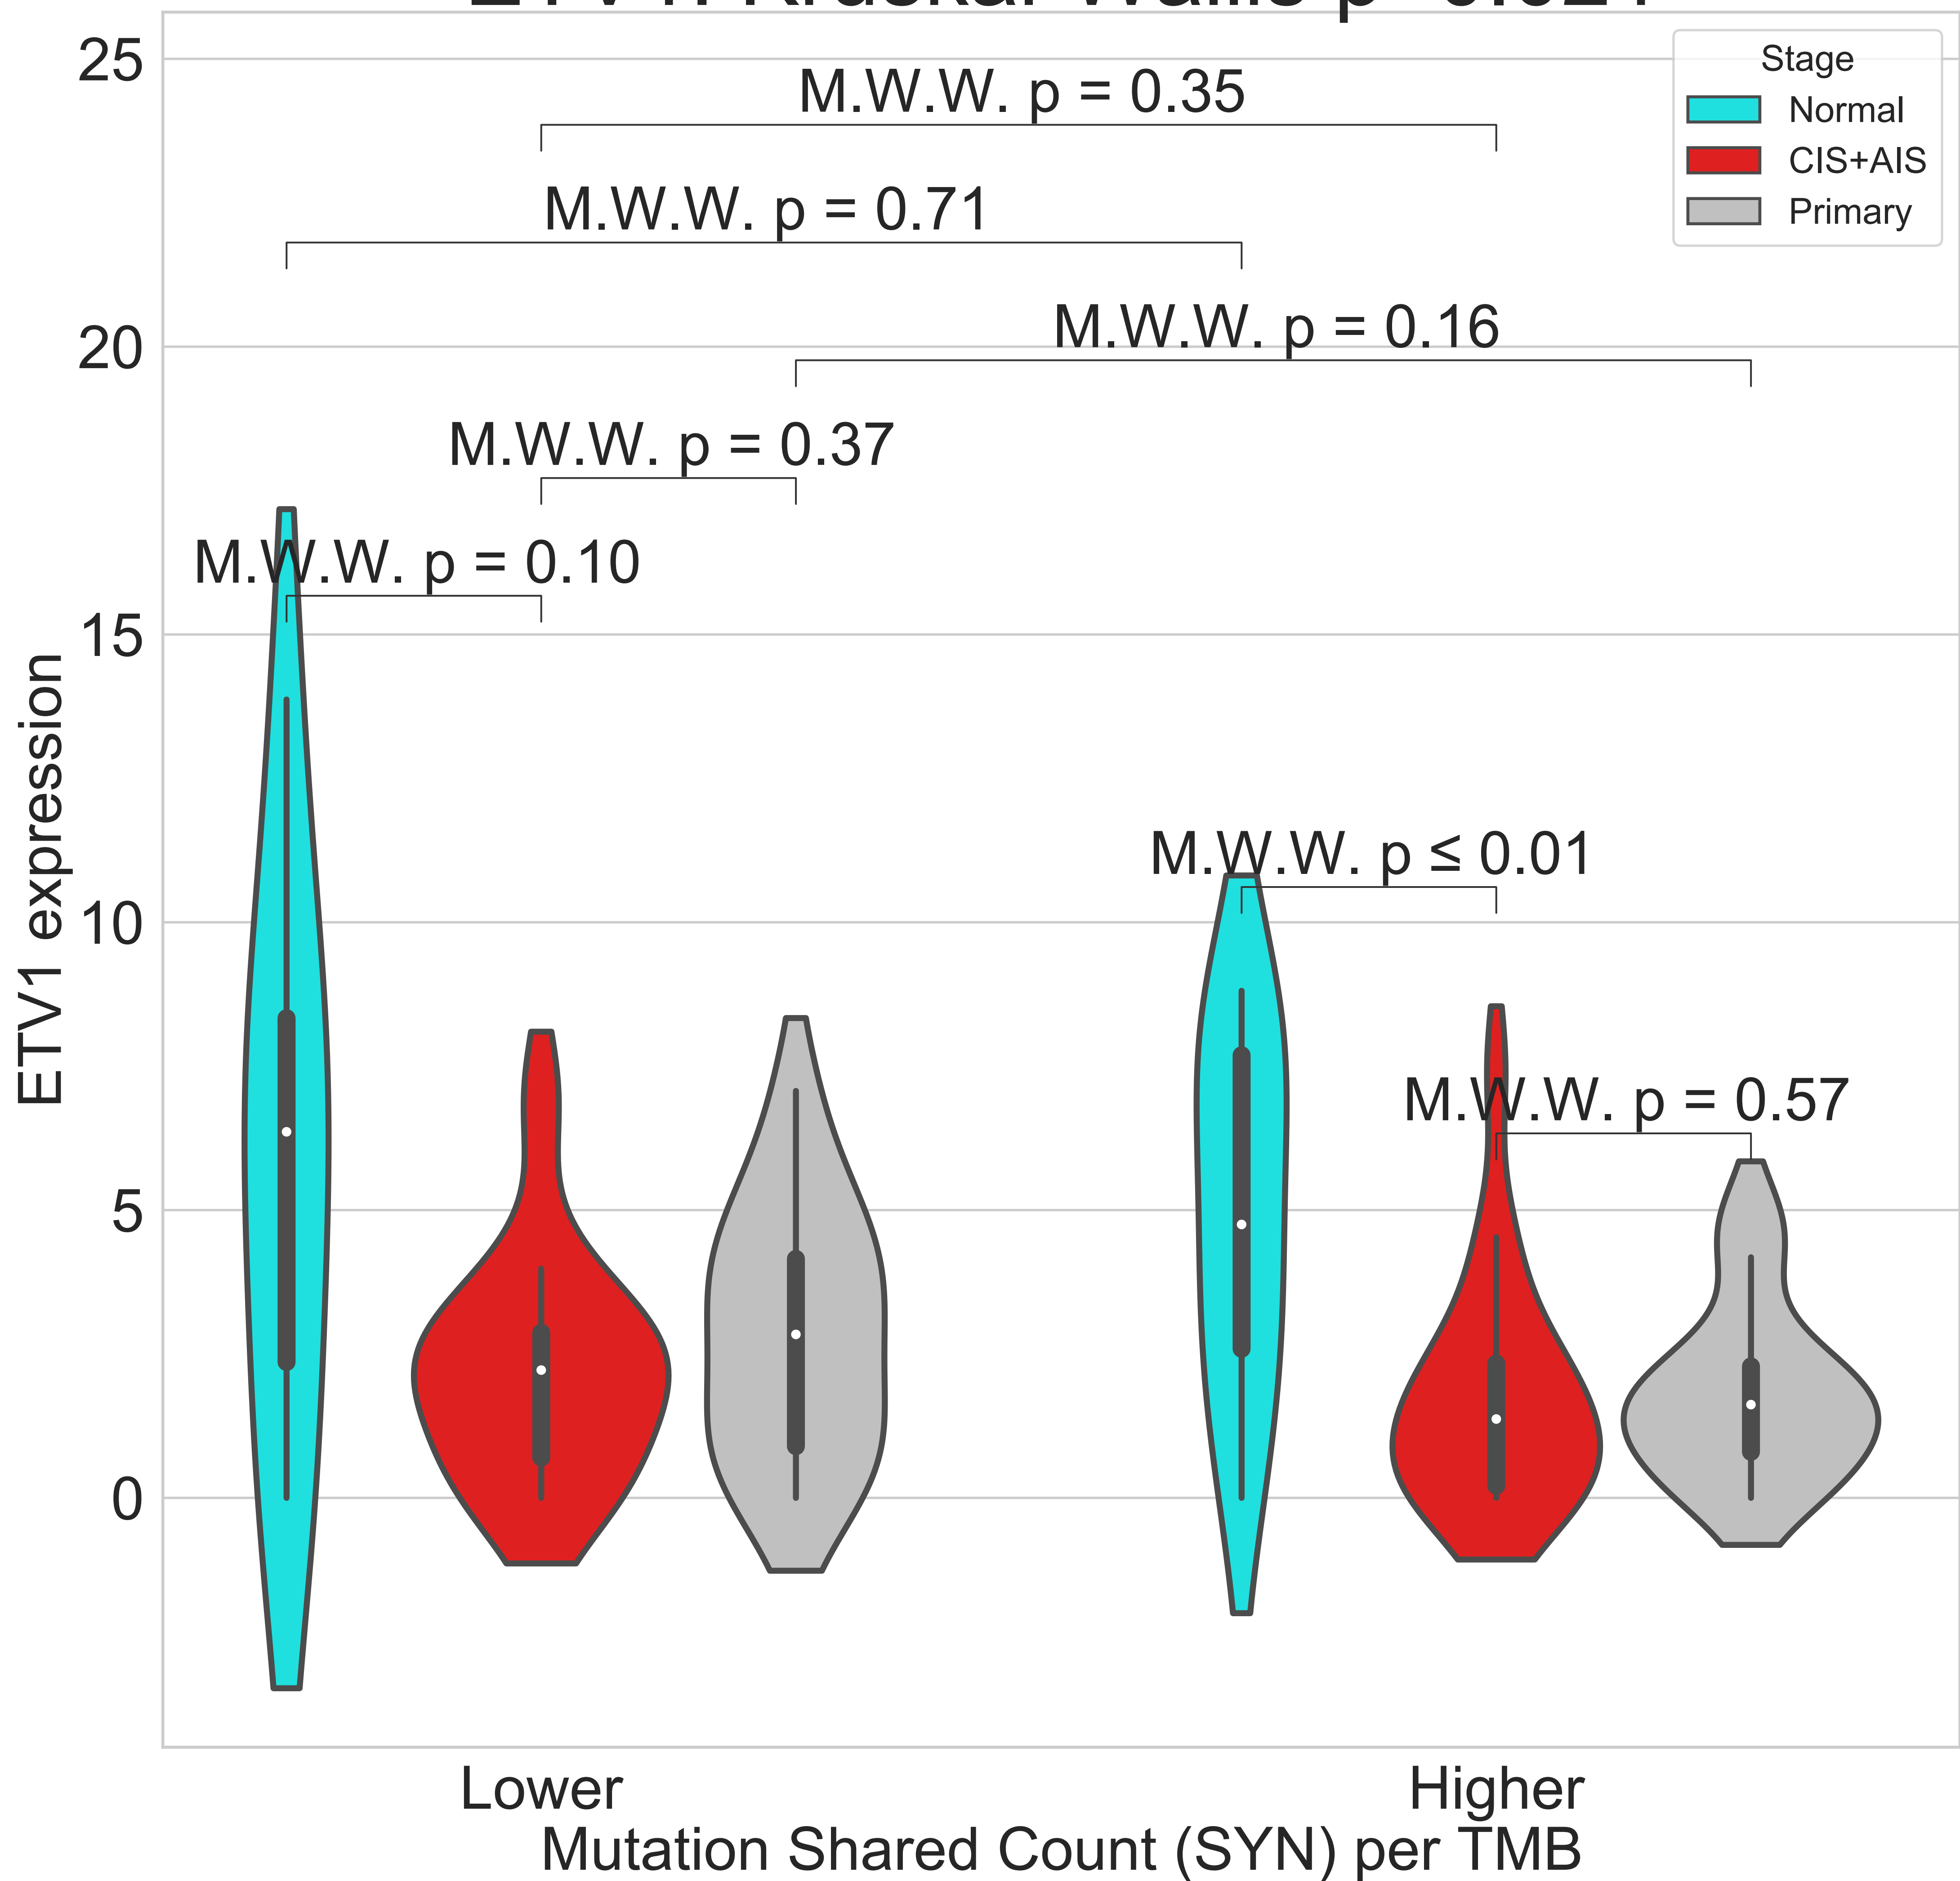 25
M.W.W. p = 0.35
Stage
Normal
CIS+AIS
Primary
M.W.W. p = 0.71
20
M.W.W. p = 0.16
M.W.W. p = 0.37
M.W.W. p = 0.10
15
ETV1 expression
M.W.W. p ≤ 0.01
10
M.W.W. p = 0.57
5
0
Lower
Higher
Mutation Shared Count (SYN) per TMB